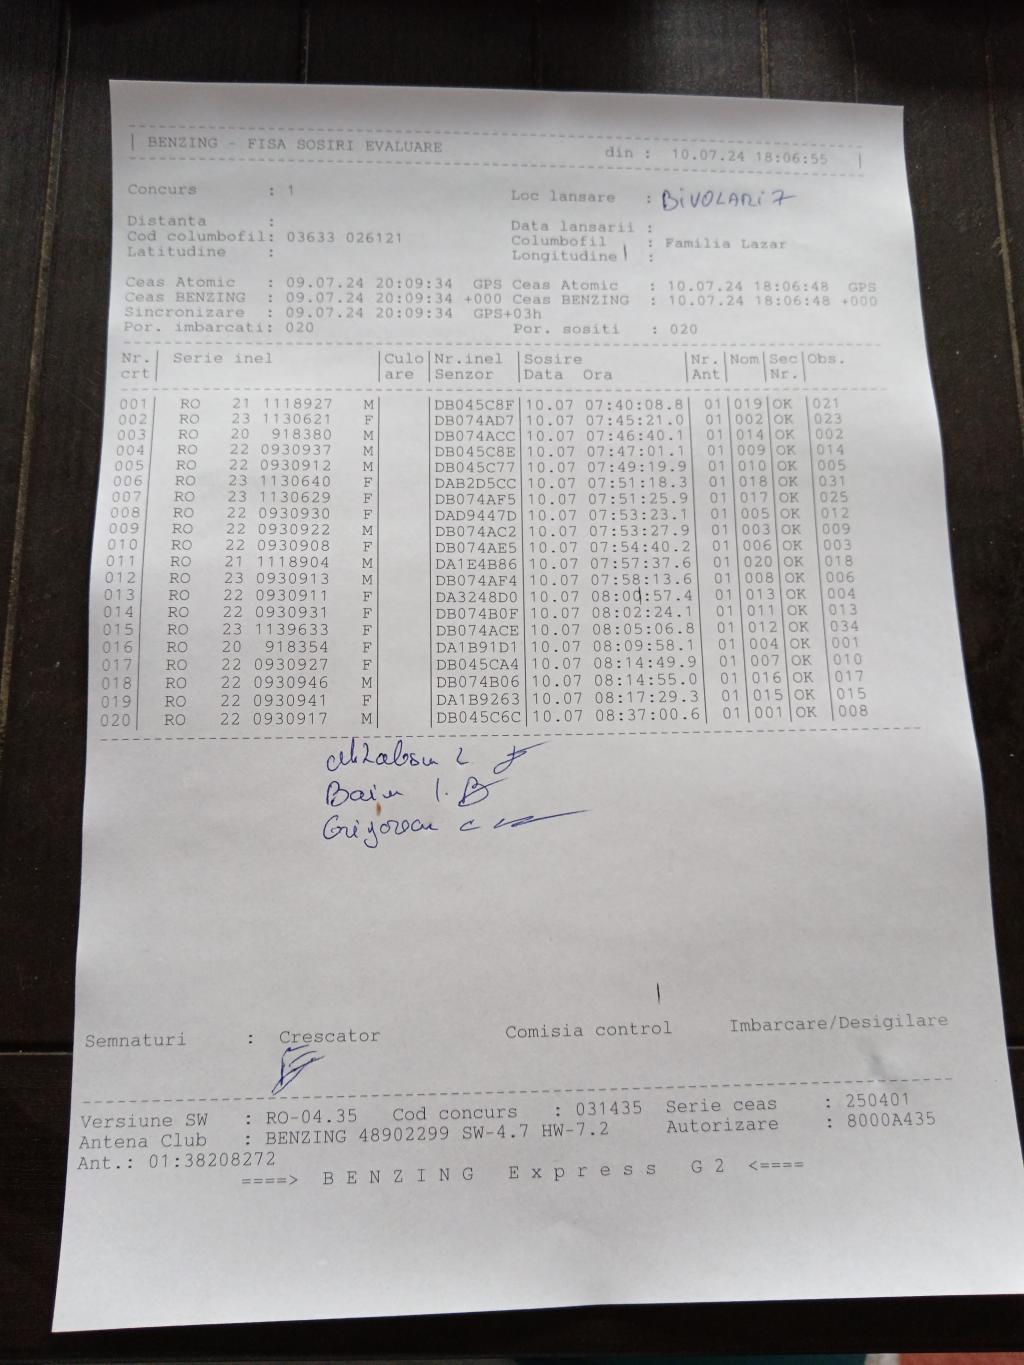 BENZING - FISA SOSIRI EVALUARE din : 10.07.24 18:06:55
Concurs : 1 Loc lansare : BiVOLARI 7
Distanta : Data lansarii :
Cod columbofil: 03633 026121 Columbofil : Familia Lazar
Latitudine : Longitudine :
Ceas Atomic : 09.07.24 20:09:34 GPS Ceas Atomic : 10.07.24 18:06:48 GPS
Ceas BENZING : 09.07.24 20:09:34 +000 Ceas BENZING : 10.07.24 18:06:48 +000
Sincronizare : 09.07.24 20:09:34 GPS+03h
Por. imbarcati: 020 Por. sositi : 020
Nr. Serie inel Culo Nr.inel Sosire Nr. Nom Sec Obs.
crt are Senzor Data Ora Ant Nr.
001 RO 21 1118927 M DB045C8F 10.07 07:40:08.8 01 019 OK 021
002 RO 23 1130621 F DB074AD7 10.07 07:45:21.0 01 002 OK 023
003 RO 20 918380 M DB074ACC 10.07 07:46:40.1 01 014 OK 002
004 RO 22 0930937 M DB045C8E 10.07 07:47:01.1 01 009 OK 014
005 RO 22 0930912 M DB045C77 10.07 07:49:19.9 01 010 OK 005
006 RO 23 1130640 F DAB2D5CC 10.07 07:51:18.3 01 018 OK 031
007 RO 23 1130629 F DB074AF5 10.07 07:51:25.9 01 017 OK 025
008 RO 22 0930930 F DAD9447D 10.07 07:53:23.1 01 005 OK 012
009 RO 22 0930922 M DB074AC2 10.07 07:53:27.9 01 003 OK 009
010 RO 22 0930908 F DB074AE5 10.07 07:54:40.2 01 006 OK 003
011 RO 21 1118904 M DA1E4B86 10.07 07:57:37.6 01 020 OK 018
012 RO 23 0930913 M DB074AF4 10.07 07:58:13.6 01 008 OK 006
013 RO 22 0930911 F DA3248D0 10.07 08:00:57.4 01 013 OK 004
014 RO 22 0930931 F DB074B0F 10.07 08:02:24.1 01 011 OK 013
015 RO 23 1139633 F DB074ACE 10.07 08:05:06.8 01 012 OK 034
016 RO 20 918354 F DA1B91D1 10.07 08:09:58.1 01 004 OK 001
017 RO 22 0930927 F DB045CA4 10.07 08:14:49.9 01 007 OK 010
018 RO 22 0930946 M DB074B06 10.07 08:14:55.0 01 016 OK 017
019 RO 22 0930941 F DA1B9263 10.07 08:17:29.3 01 015 OK 015
020 RO 22 0930917 M DB045C6C 10.07 08:37:00.6 01 001 OK 008
Semnaturi : Crescator Comisia control Imbarcare/Desigilare
Versiune SW : RO-04.35 Cod concurs : 031435 Serie ceas : 250401
Antena Club : BENZING 48902299 SW-4.7 HW-7.2 Autorizare : 8000A435
Ant.: 01:38208272
====> BENZING Express G2 <====